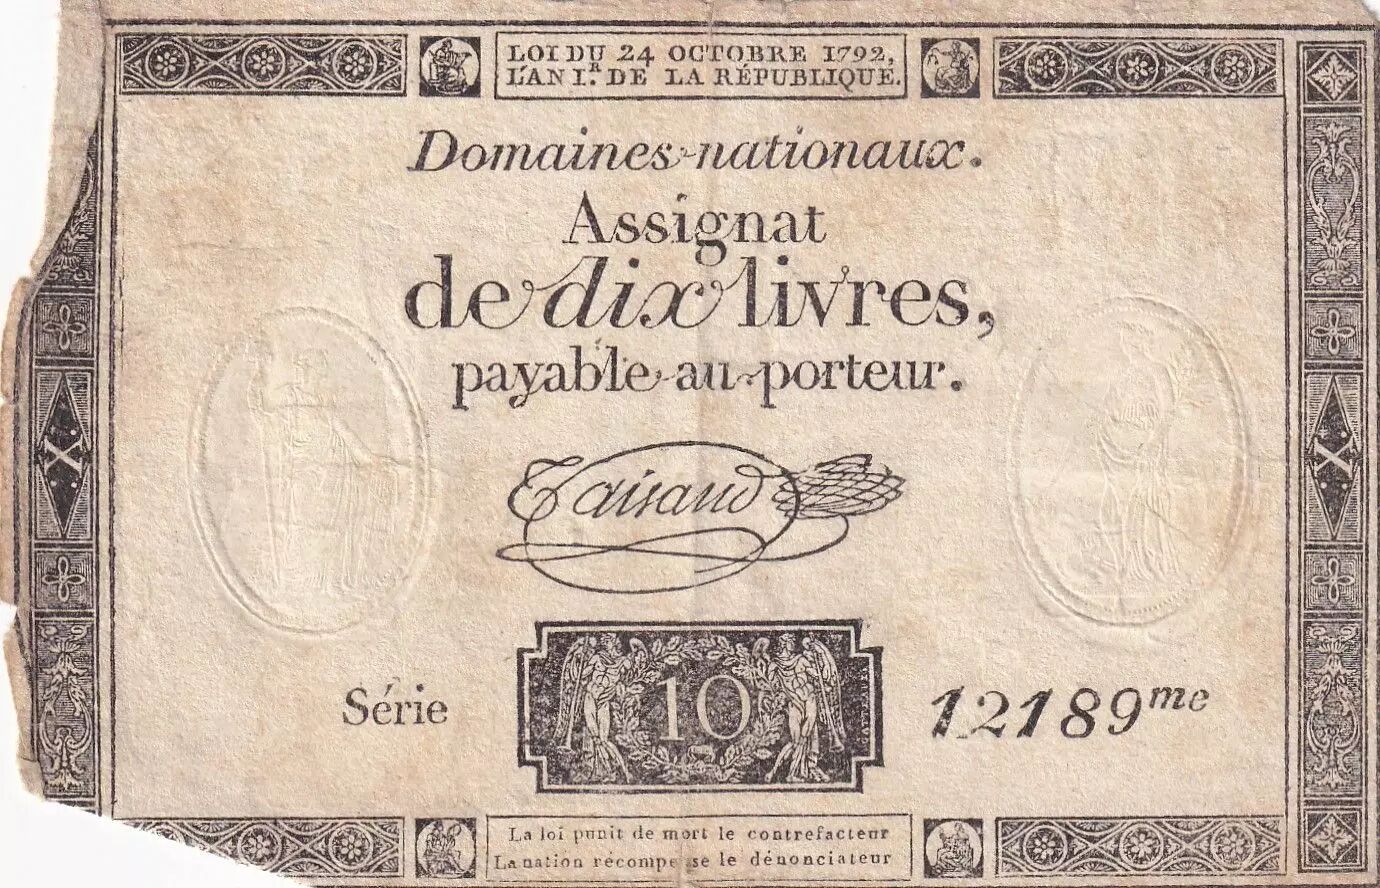 LOI DU 24 OCTOBRE 1792,
L'AN I.R DE LA RÉPUBLIQUE.
Domaines nationaux.
Assignat
de dix livres,
payable au porteur.
Taisaud
X
X
Série
10
12189me
La loi punit de mort le contrefacteur
La nation récompense le dénonciateur